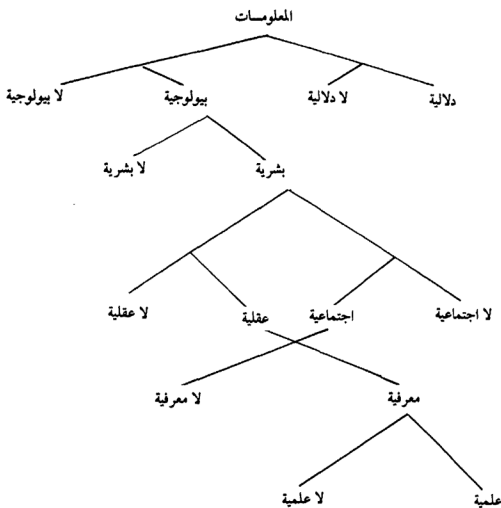 المعلومـات
دلالية
لا دلالية
بيولوجية
لا بيولوجية
بشرية
لا بشرية
لا اجتماعية
اجتماعية
عقلية
لا عقلية
معرفية
لا معرفية
علمية
لا علمية